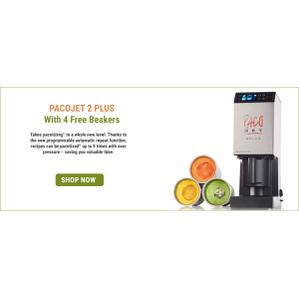 PACOJET 2 PLUS
With 4 Free Beakers
Takes pacotizing® to a whole new level. Thanks to
the new programmable automatic repeat function,
recipes can be pacotized® up to 9 times with over
pressure – saving you valuable time.
SHOP NOW
PACO
JET